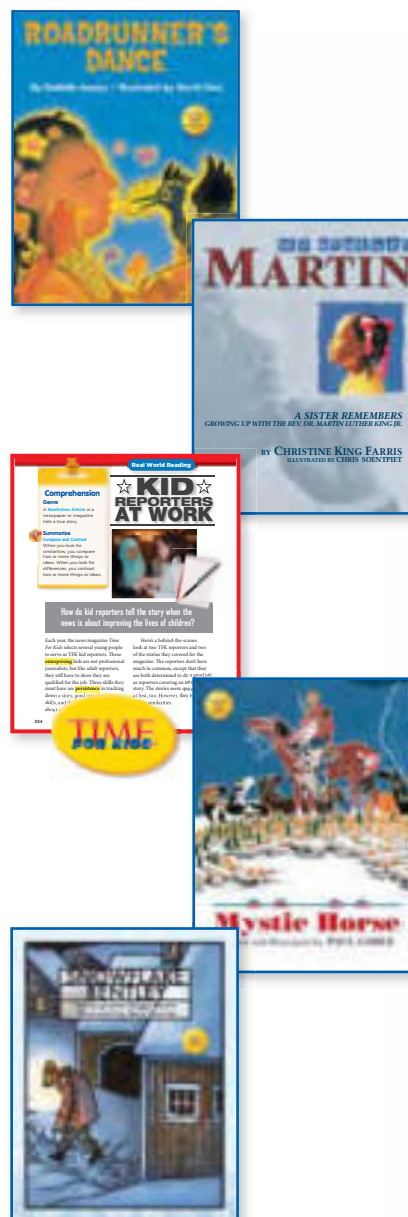 ROADRUNNER'S
DANCE
MY BROTHER
MARTIN
A SISTER REMEMBERS
GROWING UP WITH THE REV. DR. MARTIN LUTHER KING JR.
BY CHRISTINE KING FARRIS
ILLUSTRATED BY CHRIS SOENTPIET
Real World Reading
Comprehension
Genre
A Nonfiction Article in a
newspaper or magazine
tells a true story.
Summarize
Compare and Contrast
When you look for
similarities, you compare
two or more things or
ideas. When you look for
differences, you contrast
two or more things or ideas.
KID
REPORTERS
AT WORK
How do kid reporters tell the story when the
news is about improving the lives of children?
Each year, the news magazine Time
For Kids selects several young people
to serve as TFK kid reporters. These
enterprising kids are not professional
journalists, but like adult reporters,
they still have to show they are
qualified for the job. Three skills they
must have are persistence in tracking
down a story, good
skills, and
about
Here's a behind-the-scenes
look at two TFK reporters and two
of the stories they covered for the
magazine. The reporters don't have
much in common, except that they
are both determined to do a good job
as reporters covering an
story. The stories seem
at first, too. However, they
similarities.
224
TIME
FOR KIDS
Mystic Horse
PAUL GOBLE
SNOWFLAKE
BENTLEY